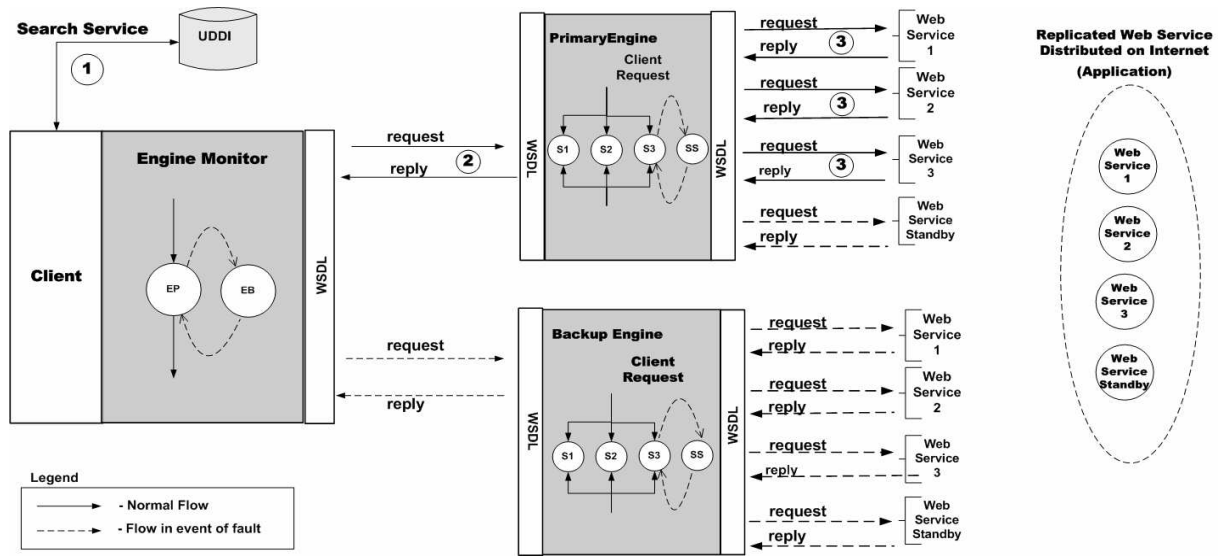 Search Service
UDDI
1
Client
Engine Monitor
EP
EB
WSDL
request
2
reply
request
reply
Legend
- Normal Flow
- Flow in event of fault
WSDL
PrimaryEngine
Client
Request
S1
S2
S3
SS
WSDL
request
reply
3
Web
Service
1
request
reply
3
Web
Service
2
request
reply
3
Web
Service
3
request
reply
Web
Service
Standby
WSDL
Backup Engine
Client
Request
S1
S2
S3
SS
WSDL
request
reply
Web
Service
1
request
reply
Web
Service
2
request
reply
Web
Service
3
request
reply
Web
Service
Standby
Replicated Web Service
Distributed on Internet
(Application)
Web
Service
1
Web
Service
2
Web
Service
3
Web
Service
Standby